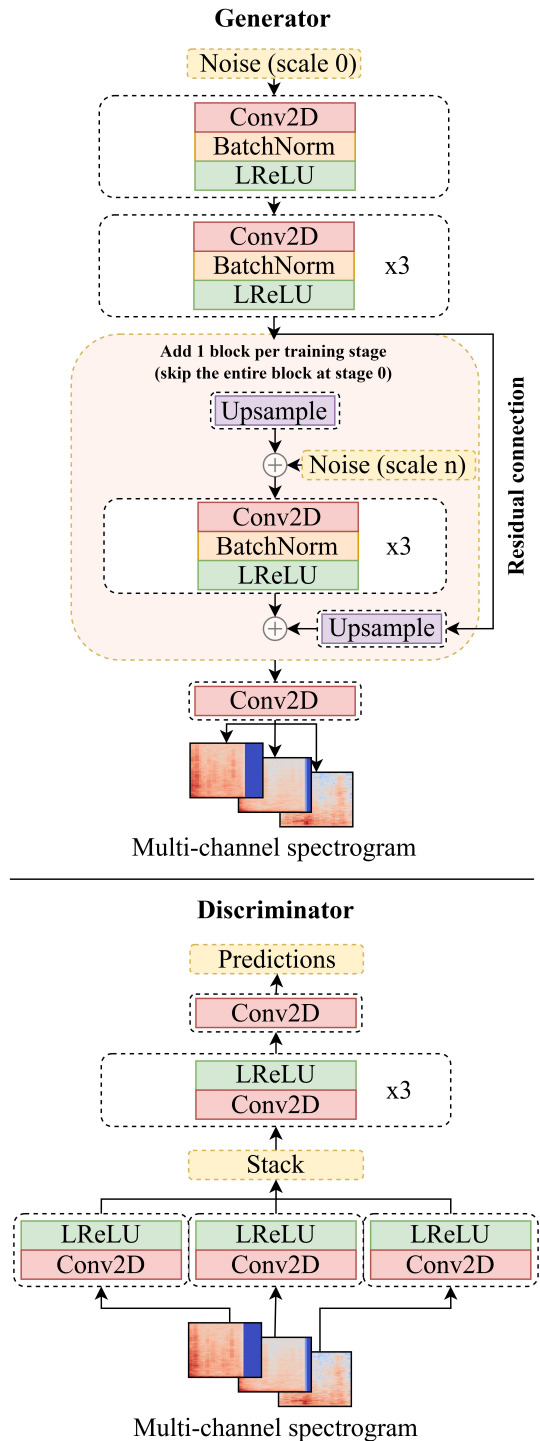 Generator
Noise (scale 0)
Conv2D
BatchNorm
LReLU
Conv2D
BatchNorm
x3
LReLU
Add 1 block per training stage
(skip the entire block at stage 0)
Upsample
Noise (scale n)
Residual connection
Conv2D
BatchNorm
x3
LReLU
Upsample
Conv2D
Multi-channel spectrogram
Discriminator
Predictions
Conv2D
LReLU
x3
Conv2D
Stack
LReLU LReLU LReLU
Conv2D Conv2D Conv2D
Multi-channel spectrogram